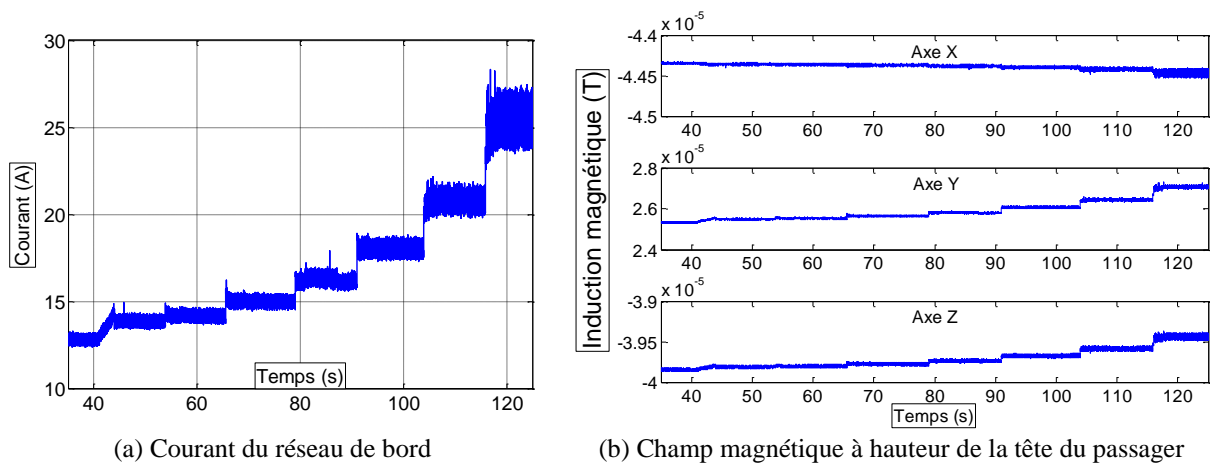 30
25
20
15
10
40 60 80 100 120
Courant (A)
Temps (s)
(a) Courant du réseau de bord
Induction magnétique (T)
x 10⁻⁵
Axe X
-4.4
-4.45
-4.5
40 50 60 70 80 90 100 110 120
x 10⁻⁵
Axe Y
2.8
2.6
2.4
40 50 60 70 80 90 100 110 120
x 10⁻⁵
Axe Z
-3.9
-3.95
-4
40 50 60 70 80 90 100 110 120
Temps (s)
(b) Champ magnétique à hauteur de la tête du passager